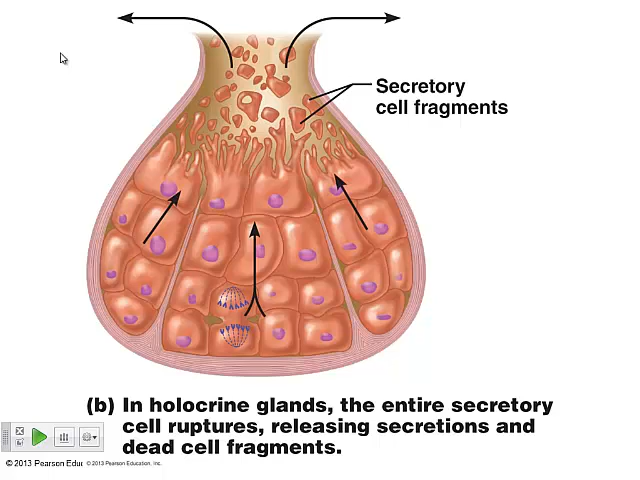 Secretory
cell fragments
(b) In holocrine glands, the entire secretory
cell ruptures, releasing secretions and
dead cell fragments.
© 2013 Pearson Educ
© 2013 Pearson Education, Inc.